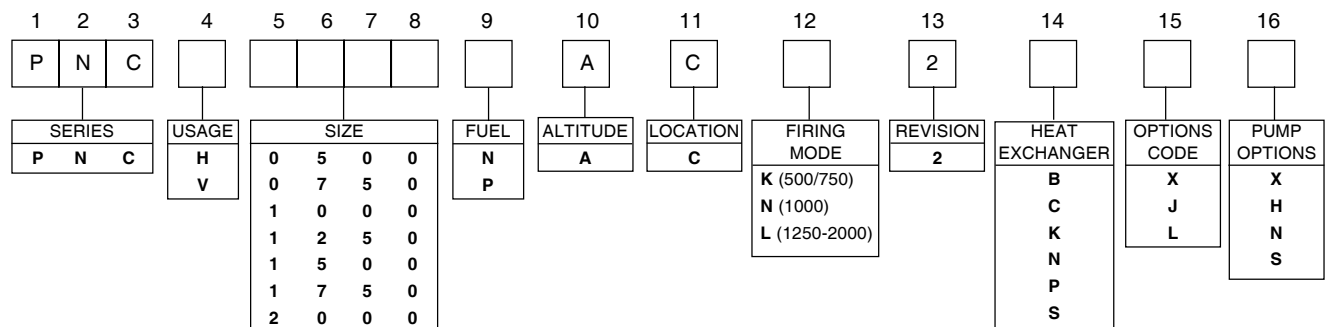 1 2 3 4 5 6 7 8 9 10 11 12 13 14 15 16
P N C A C 2
SERIES USAGE SIZE FUEL ALTITUDE LOCATION FIRING MODE REVISION HEAT EXCHANGER OPTIONS CODE PUMP OPTIONS
P N C H 0 5 0 0 N A C K (500/750) 2 B X X
V 0 7 5 0 P N (1000) C J H
1 0 0 0 L (1250-2000) K L N
1 2 5 0 N S
1 5 0 0 P
1 7 5 0 S
2 0 0 0